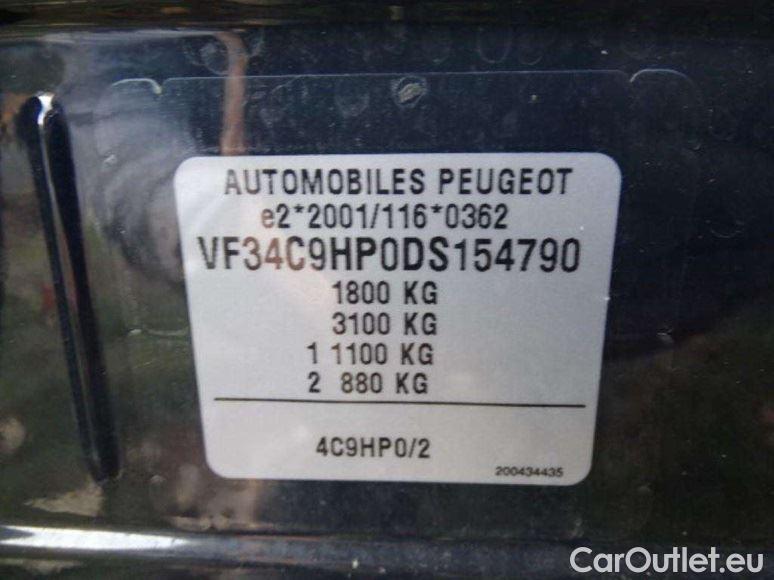 AUTOMOBILES PEUGEOT
e2*2001/116*0362
VF34C9HP0DS154790
1800 KG
3100 KG
1 1100 KG
2 880 KG
4C9HP0/2
200434435
CarOutlet.eu